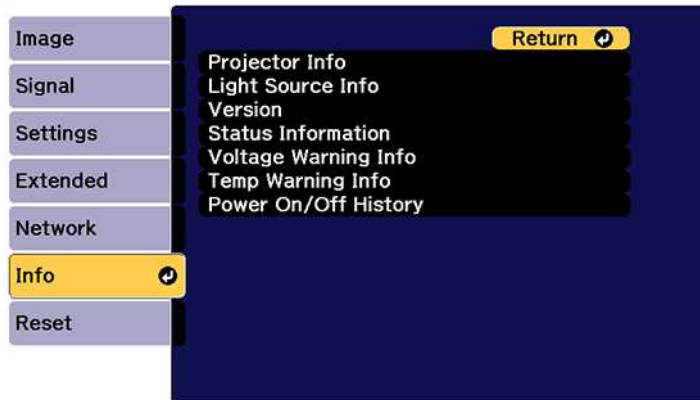 Image
Signal
Settings
Extended
Network
Info
Reset
Return
Projector Info
Light Source Info
Version
Status Information
Voltage Warning Info
Temp Warning Info
Power On/Off History